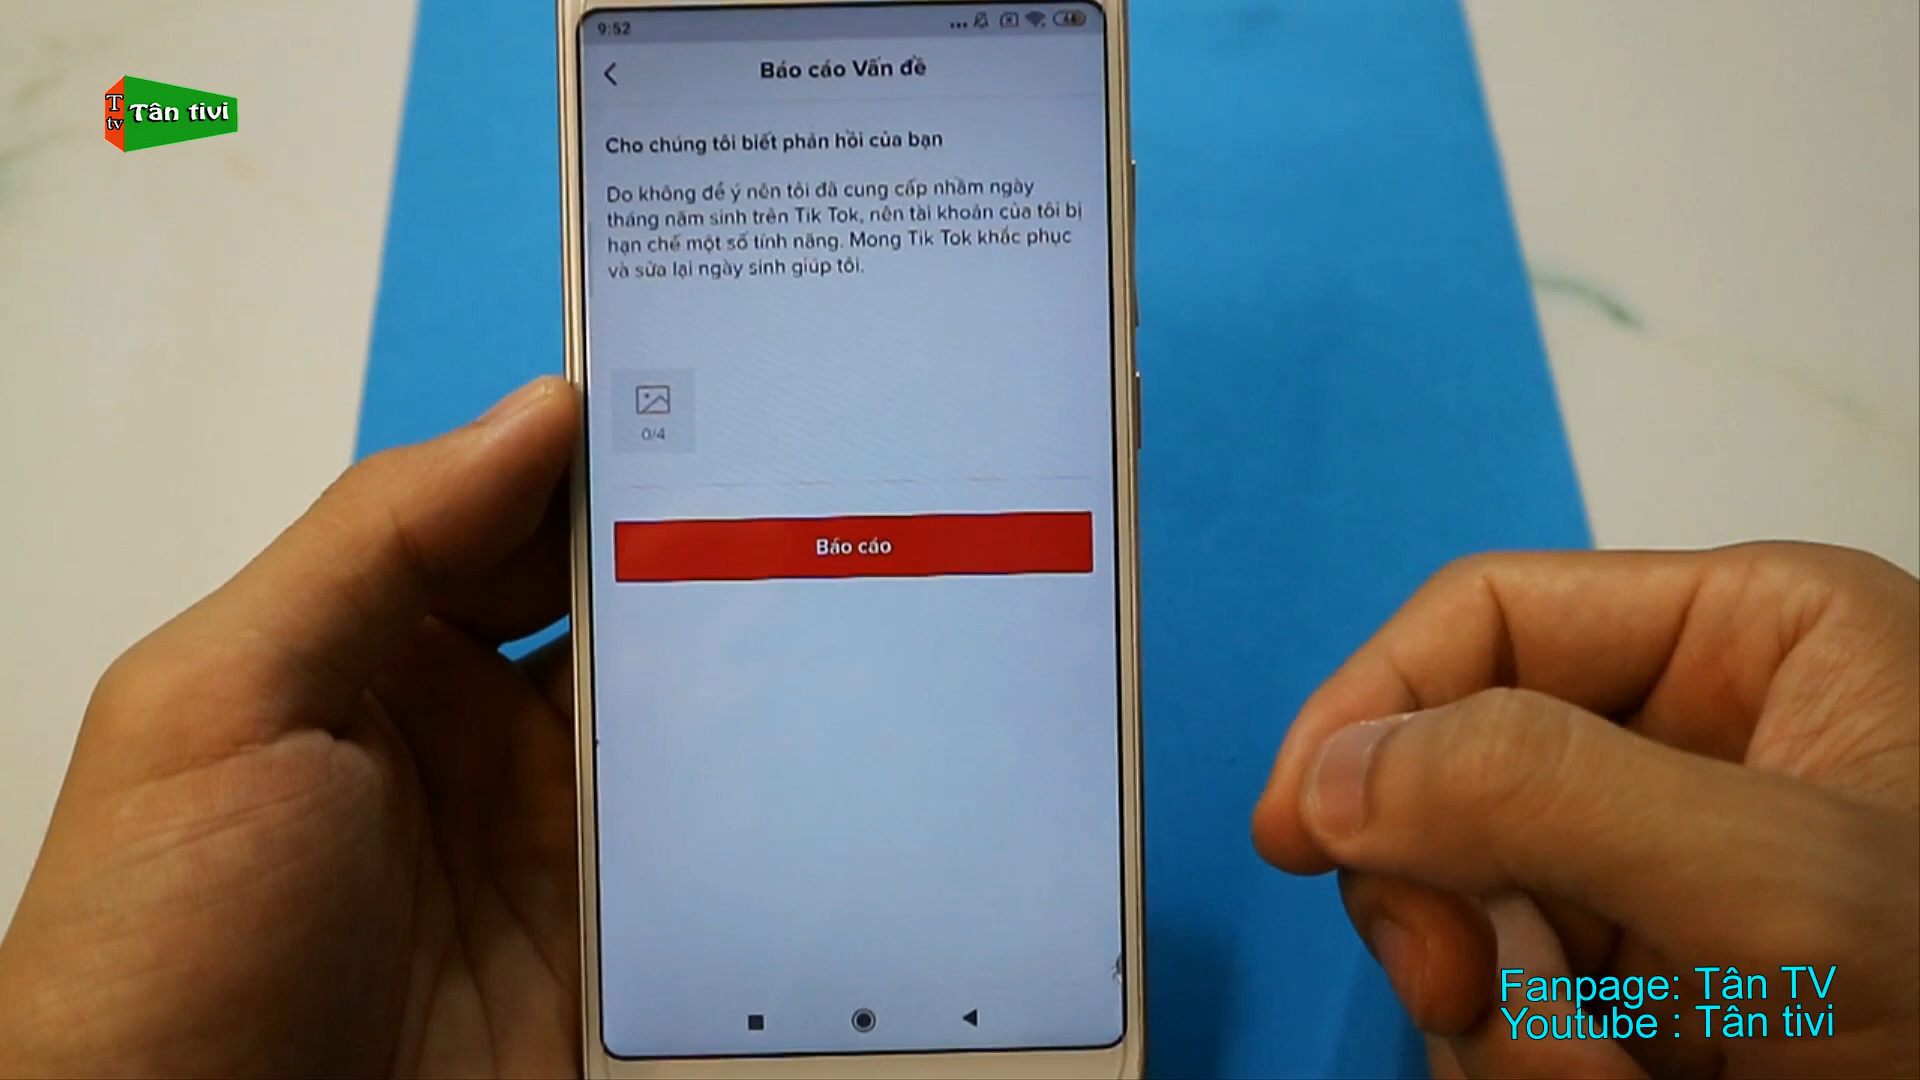 9:52
Báo cáo Vấn đề
T
tv
Tân tivi
Cho chúng tôi biết phản hồi của bạn
Do không để ý nên tôi đã cung cấp nhầm ngày
tháng năm sinh trên Tik Tok, nên tài khoản của tôi bị
hạn chế một số tính năng. Mong Tik Tok khắc phục
và sửa lại ngày sinh giúp tôi.
0/4
Báo cáo
Fanpage: Tân TV
Youtube : Tân tivi